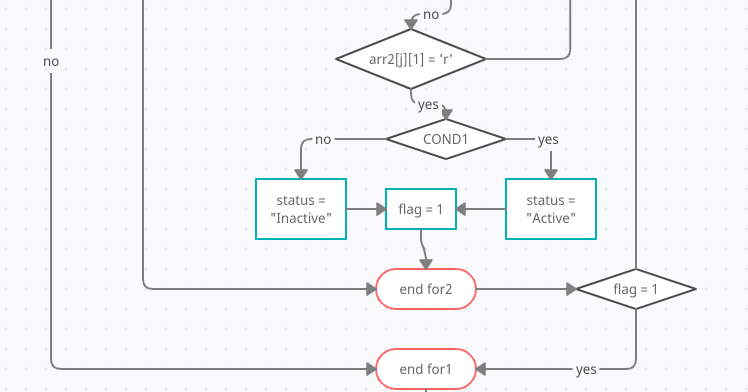 no
no
arr2[j][1] = 'r'
yes
no
COND1
yes
status =
"Inactive"
flag = 1
status =
"Active"
end for2
flag = 1
end for1
yes